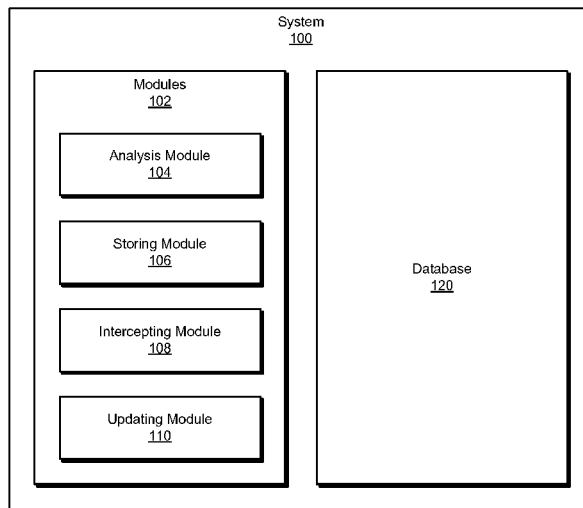 System
100
Modules
102
Analysis Module
104
Storing Module
106
Intercepting Module
108
Updating Module
110
Database
120